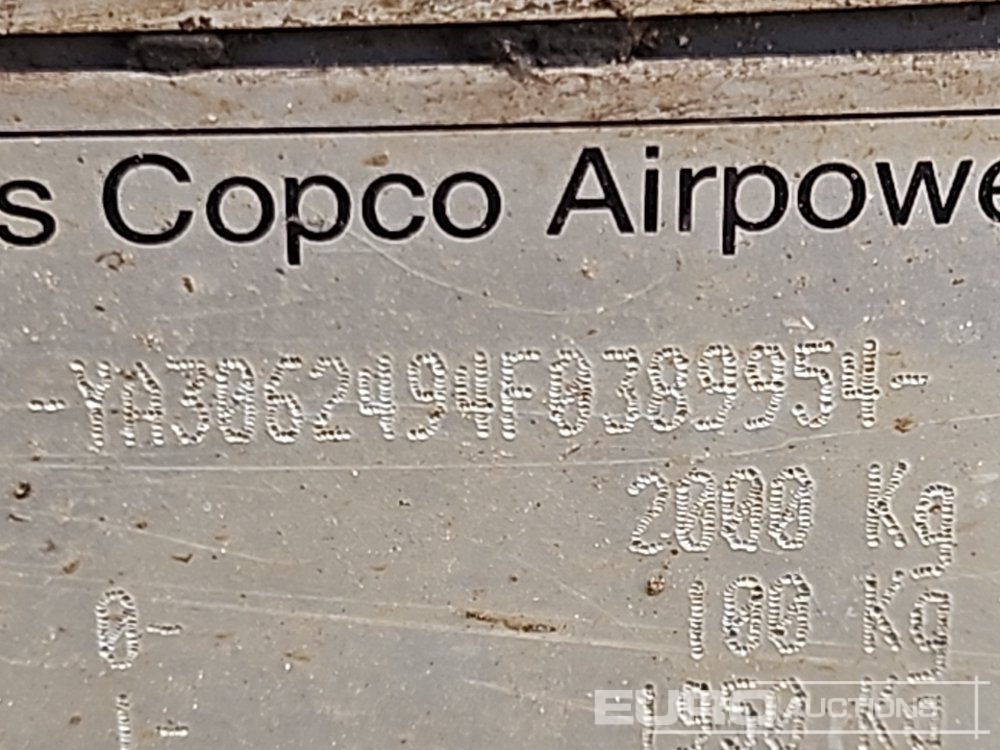 s Copco Airpowe
-YA3062494F0389954-
2000 Kg
100 Kg
0-
EURO AUCTIONS